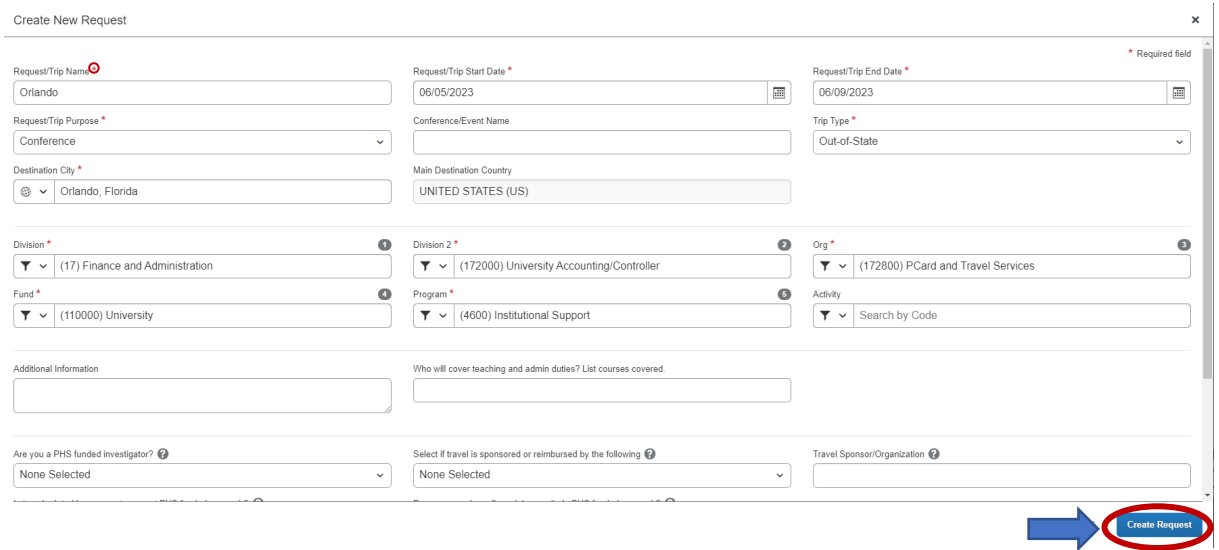 Create New Request ×
* Required field
Request/Trip Name * Request/Trip Start Date * Request/Trip End Date *
Orlando 06/05/2023 06/09/2023
Request/Trip Purpose * Conference/Event Name Trip Type *
Conference Out-of-State
Destination City * Main Destination Country
Orlando, Florida UNITED STATES (US)
Division * 1 Division 2 * 2 Org * 3
(17) Finance and Administration (172000) University Accounting/Controller (172800) PCard and Travel Services
Fund * 4 Program * 5 Activity
(110000) University (4600) Institutional Support Search by Code
Additional Information Who will cover teaching and admin duties? List courses covered.
Are you a PHS funded investigator? ? Select if travel is sponsored or reimbursed by the following ? Travel Sponsor/Organization ?
None Selected None Selected
Create Request